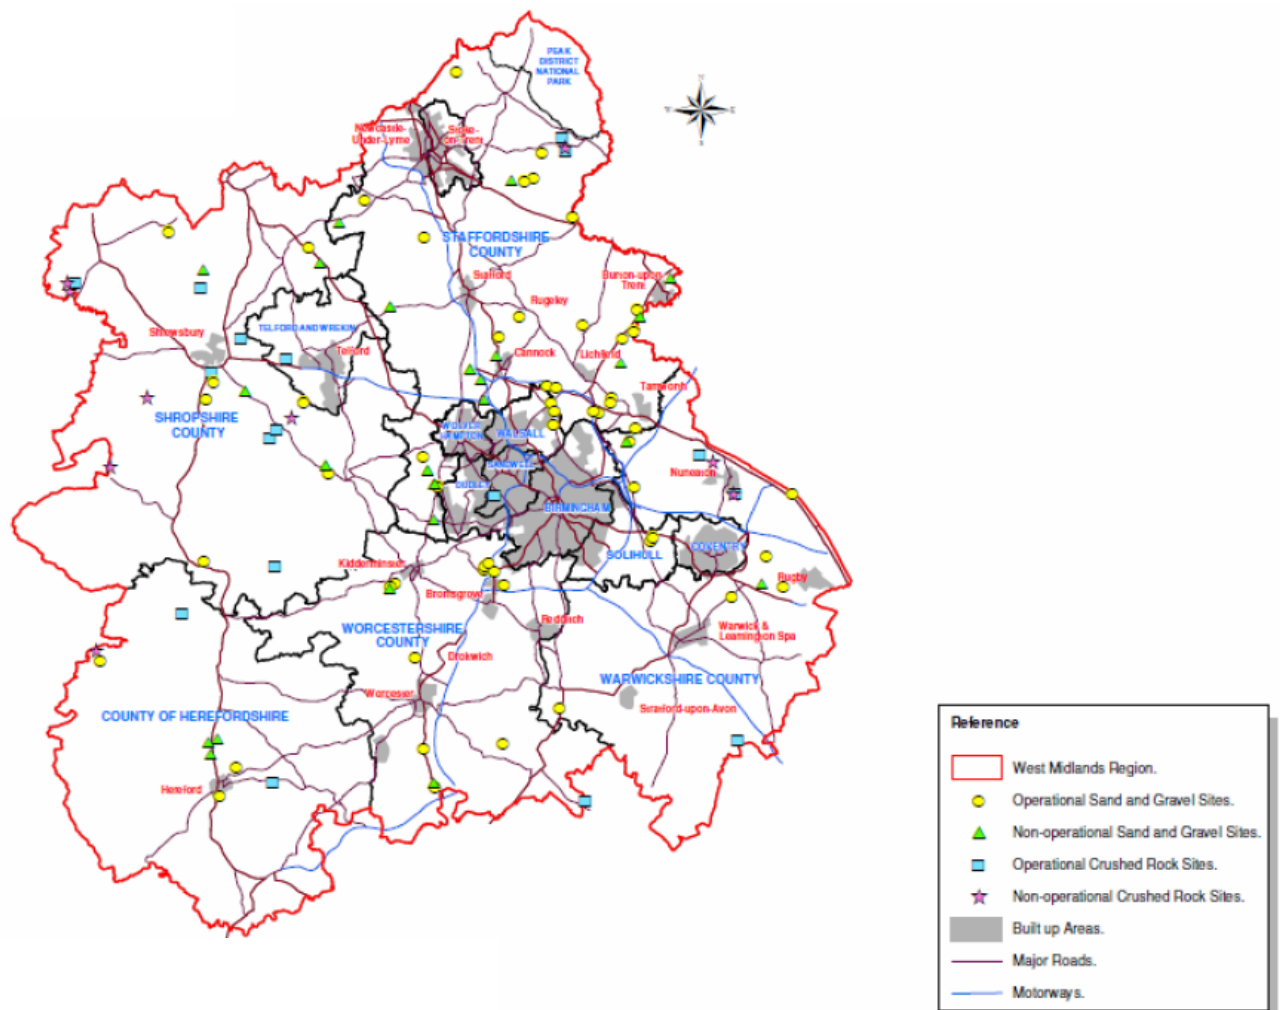 PEAK
DISTRICT
NATIONAL
PARK
N
W
E
S
Newcastle-
Under-Lyme
Stoke-
on-Trent
STAFFORDSHIRE
COUNTY
Stafford
Burton-upon-
Trent
Rugeley
Shrewsbury
TELFORD AND WREKIN
Telford
Cannock
Lichfield
Tamworth
SHROPSHIRE
COUNTY
WOLVER
HAMPTON
WALSALL
SANDWELL
DUDLEY
Nuneaton
BIRMINGHAM
SOLIHULL
COVENTRY
Kidderminster
Bromsgrove
Rugby
Redditch
WORCESTERSHIRE
COUNTY
Warwick &
Leamington Spa
Droitwich
WARWICKSHIRE COUNTY
Worcester
Stratford-upon-Avon
COUNTY OF HEREFORDSHIRE
Hereford
Reference
West Midlands Region.
Operational Sand and Gravel Sites.
Non-operational Sand and Gravel Sites.
Operational Crushed Rock Sites.
Non-operational Crushed Rock Sites.
Built up Areas.
Major Roads.
Motorways.